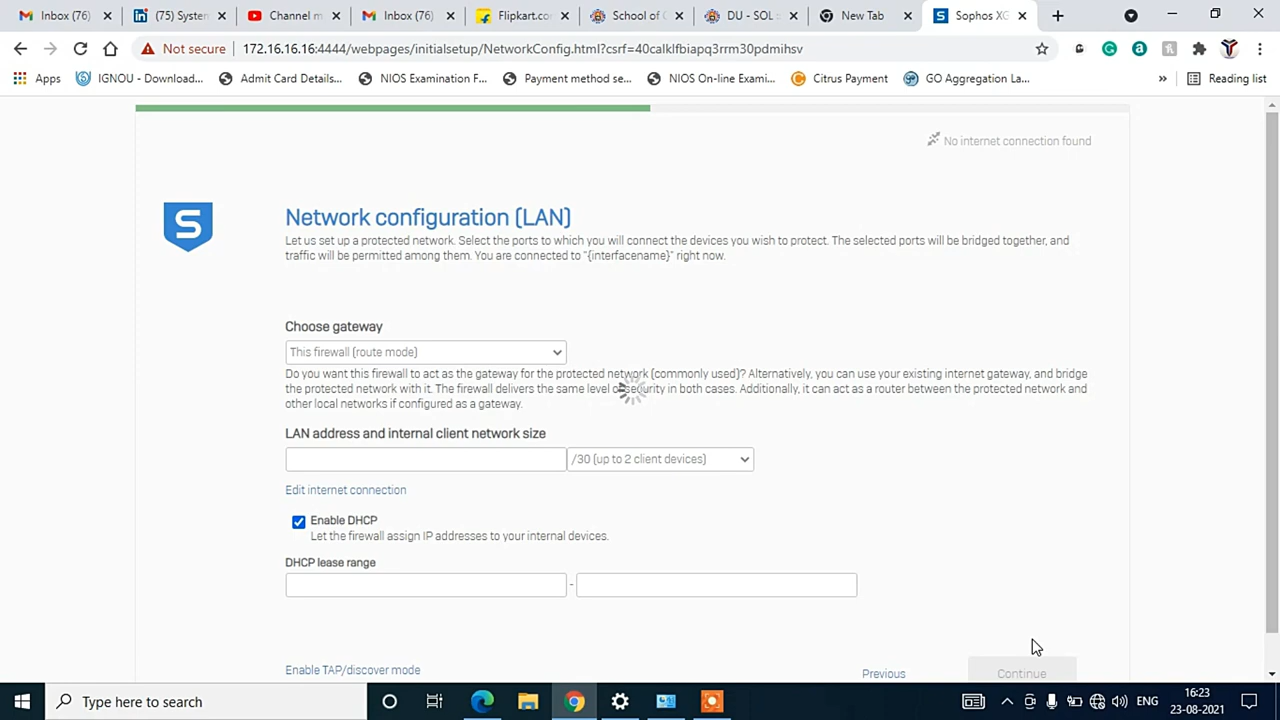 Inbox (76)
(75) System
Channel m
Inbox (76)
Flipkart.co
School of C
DU - SOL
New Tab
Sophos XG
Not secure
172.16.16.16:4444/webpages/initialsetup/NetworkConfig.html?csrf=40calklfbiapq3rrm30pdmihsv
Apps
IGNOU - Download...
Admit Card Details...
NIOS Examination F...
Payment method se...
NIOS On-line Exami...
Citrus Payment
GO Aggregation La...
»
Reading list
No internet connection found
S
Network configuration (LAN)
Let us set up a protected network. Select the ports to which you will connect the devices you wish to protect. The selected ports will be bridged together, and
traffic will be permitted among them. You are connected to "{interfacename}" right now.
Choose gateway
This firewall (route mode)
Do you want this firewall to act as the gateway for the protected network (commonly used)? Alternatively, you can use your existing internet gateway, and bridge
the protected network with it. The firewall delivers the same level of security in both cases. Additionally, it can act as a router between the protected network and
other local networks if configured as a gateway.
LAN address and internal client network size
/30 (up to 2 client devices)
Edit internet connection
Enable DHCP
Let the firewall assign IP addresses to your internal devices.
DHCP lease range
-
Enable TAP/discover mode
Previous
Continue
Type here to search
ENG
16:23
23-08-2021